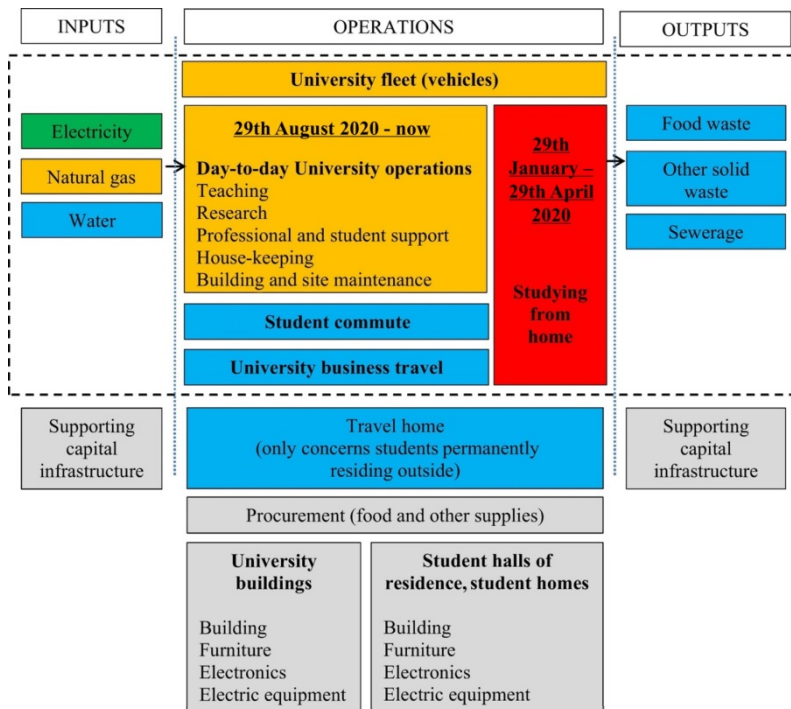 INPUTS
OPERATIONS
OUTPUTS
University fleet (vehicles)
Electricity
Natural gas
Water
29th August 2020 - now
Day-to-day University operations
Teaching
Research
Professional and student support
House-keeping
Building and site maintenance
Student commute
University business travel
29th
January –
29th April
2020
Studying
from
home
Food waste
Other solid
waste
Sewerage
Supporting
capital
infrastructure
Travel home
(only concerns students permanently
residing outside)
Supporting
capital
infrastructure
Procurement (food and other supplies)
University
buildings
Building
Furniture
Electronics
Electric equipment
Student halls of
residence, student homes
Building
Furniture
Electronics
Electric equipment